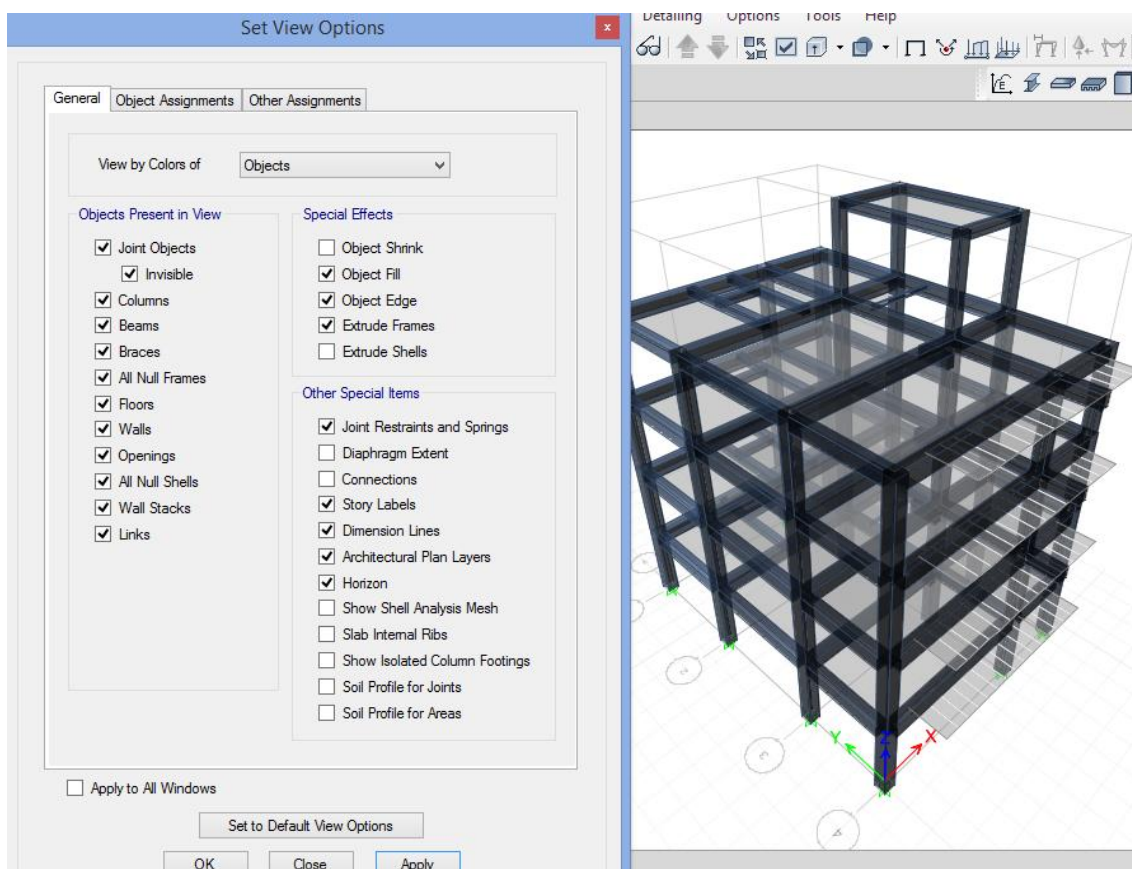 Set View Options
x
General
Object Assignments
Other Assignments
View by Colors of
Objects
Objects Present in View
Joint Objects
Invisible
Columns
Beams
Braces
All Null Frames
Floors
Walls
Openings
All Null Shells
Wall Stacks
Links
Special Effects
Object Shrink
Object Fill
Object Edge
Extrude Frames
Extrude Shells
Other Special Items
Joint Restraints and Springs
Diaphragm Extent
Connections
Story Labels
Dimension Lines
Architectural Plan Layers
Horizon
Show Shell Analysis Mesh
Slab Internal Ribs
Show Isolated Column Footings
Soil Profile for Joints
Soil Profile for Areas
Apply to All Windows
Set to Default View Options
OK
Close
Apply
Detailing Options Tools Help
E
Y
Z
X